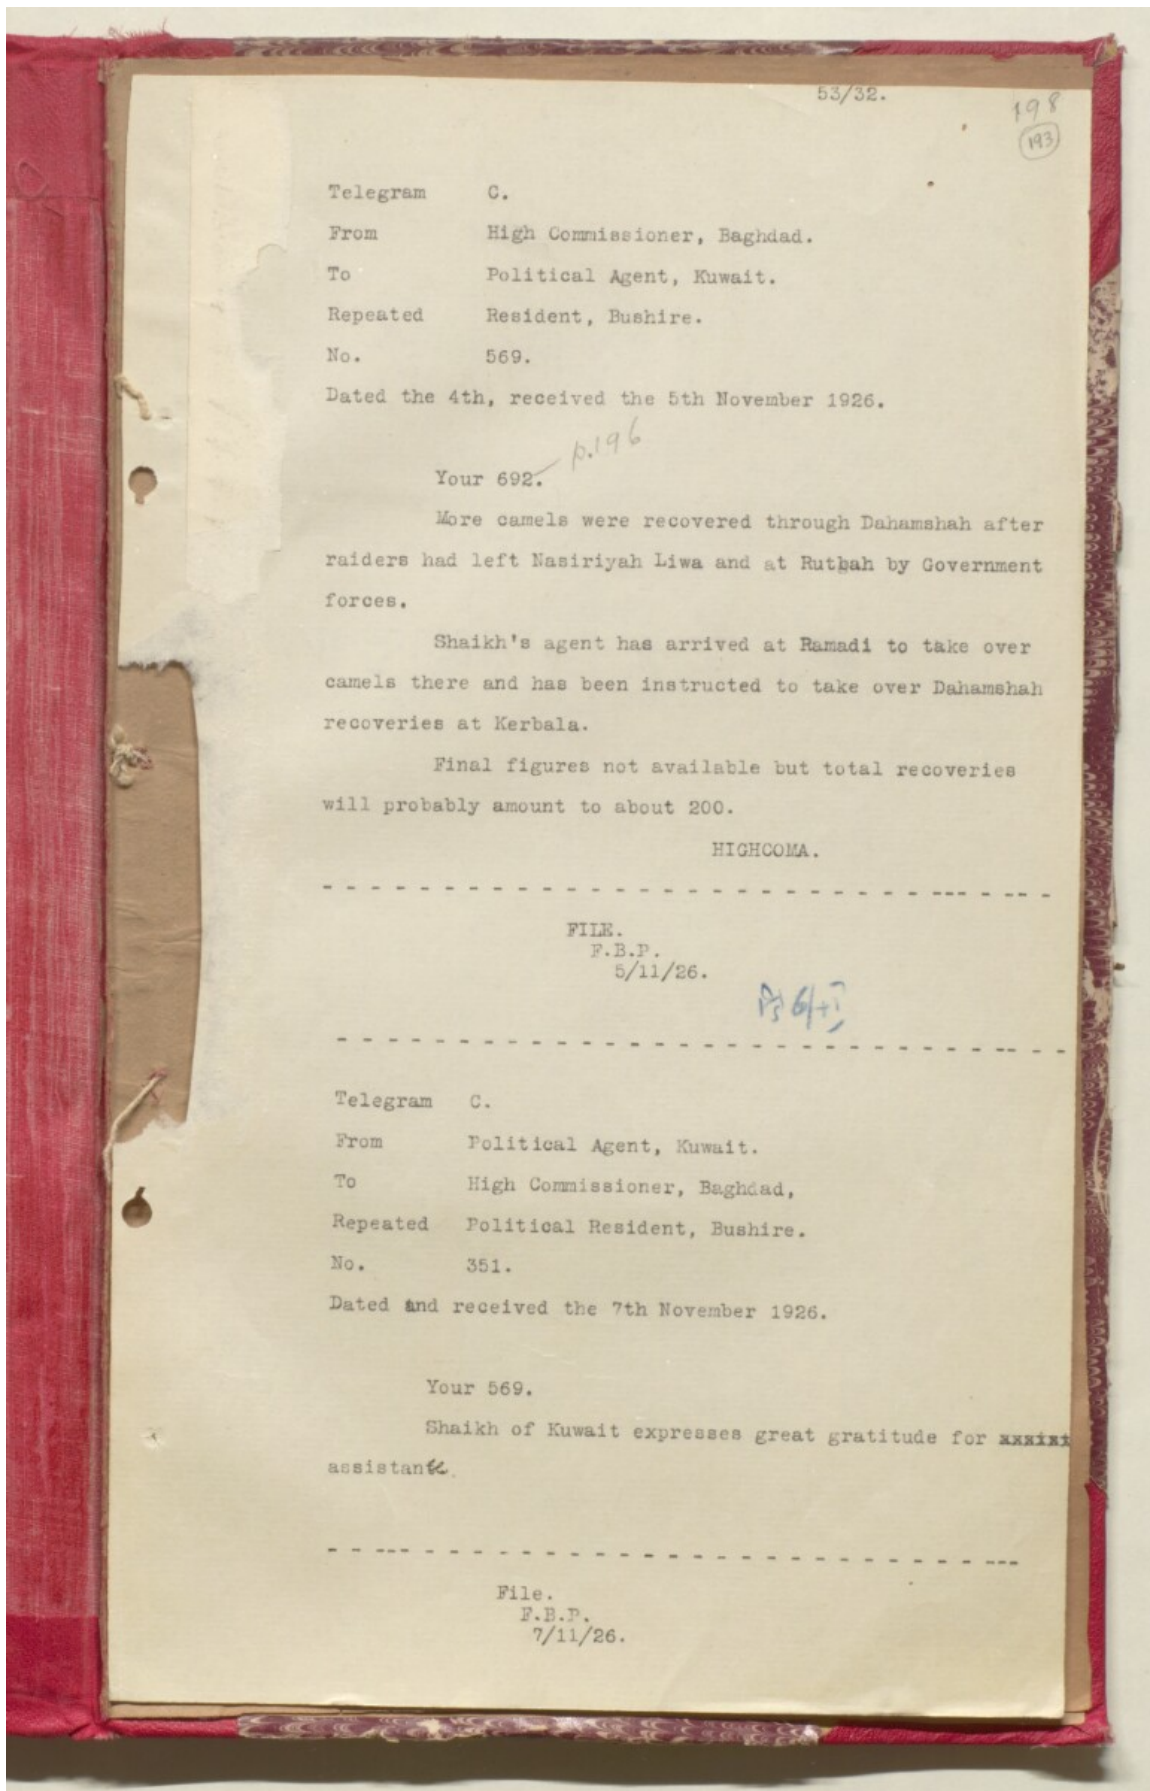 53/32.
198
193
Telegram C.
From High Commissioner, Baghdad.
To Political Agent, Kuwait.
Repeated Resident, Bushire.
No. 569.
Dated the 4th, received the 5th November 1926.
p.196
Your 692.
More camels were recovered through Dahamshah after
raiders had left Nasiriyah Liwa and at Rutbah by Government
forces.
Shaikh's agent has arrived at Ramadi to take over
camels there and has been instructed to take over Dahamshah
recoveries at Kerbala.
Final figures not available but total recoveries
will probably amount to about 200.
HIGHCOMA.
FILE.
F.B.P.
5/11/26.
Telegram C.
From Political Agent, Kuwait.
To High Commissioner, Baghdad,
Repeated Political Resident, Bushire.
No. 351.
Dated and received the 7th November 1926.
Your 569.
Shaikh of Kuwait expresses great gratitude for
assistance.
File.
F.B.P.
7/11/26.